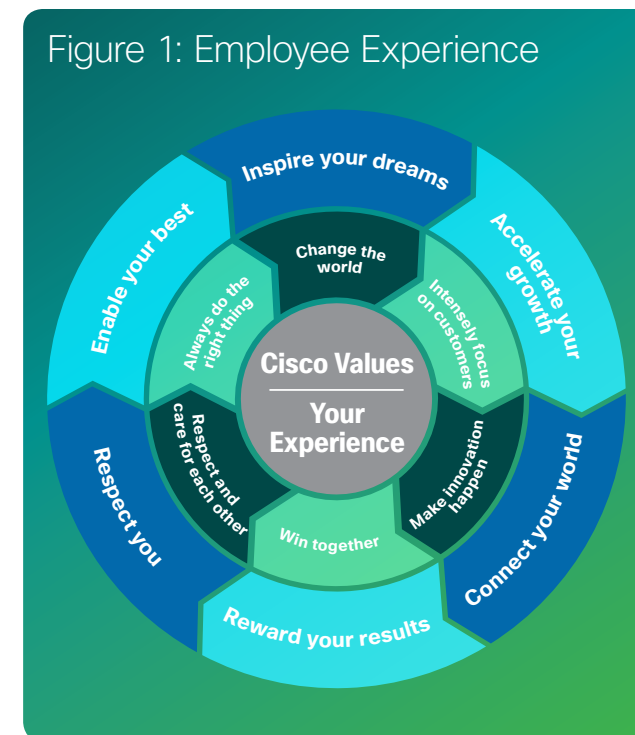 Figure 1: Employee Experience
Inspire your dreams
Accelerate your
growth
Connect your world
Reward your results
Respect you
Enable your best
Change the
world
Intensely focus
on customers
Make innovation
happen
Win together
Respect and
care for each other
Always do the
right thing
Cisco Values
Your
Experience